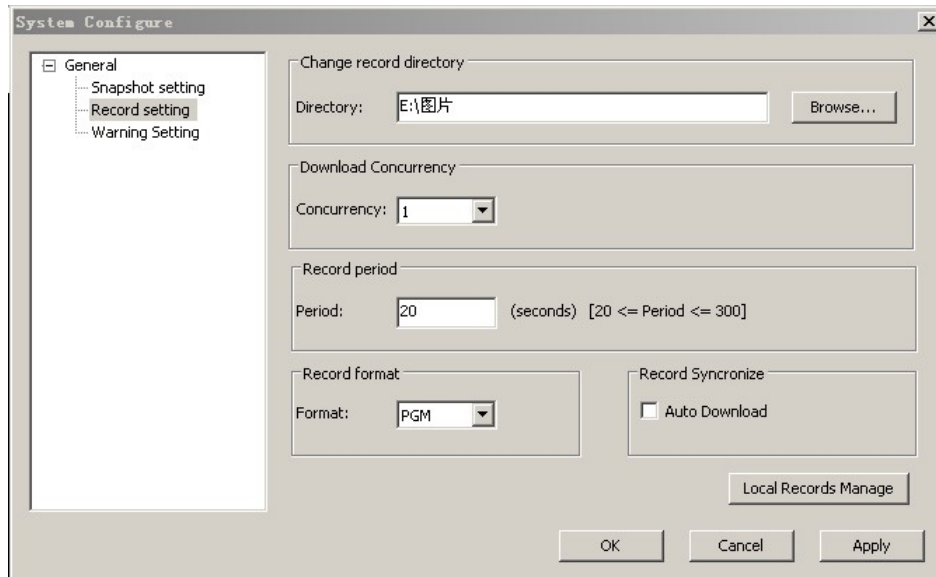 System Configure
General
Snapshot setting
Record setting
Warning Setting
Change record directory
Directory: E:\图片 Browse...
Download Concurrency
Concurrency: 1
Record period
Period: 20 (seconds) [20 <= Period <= 300]
Record format
Format: PGM
Record Syncronize
Auto Download
Local Records Manage
OK Cancel Apply